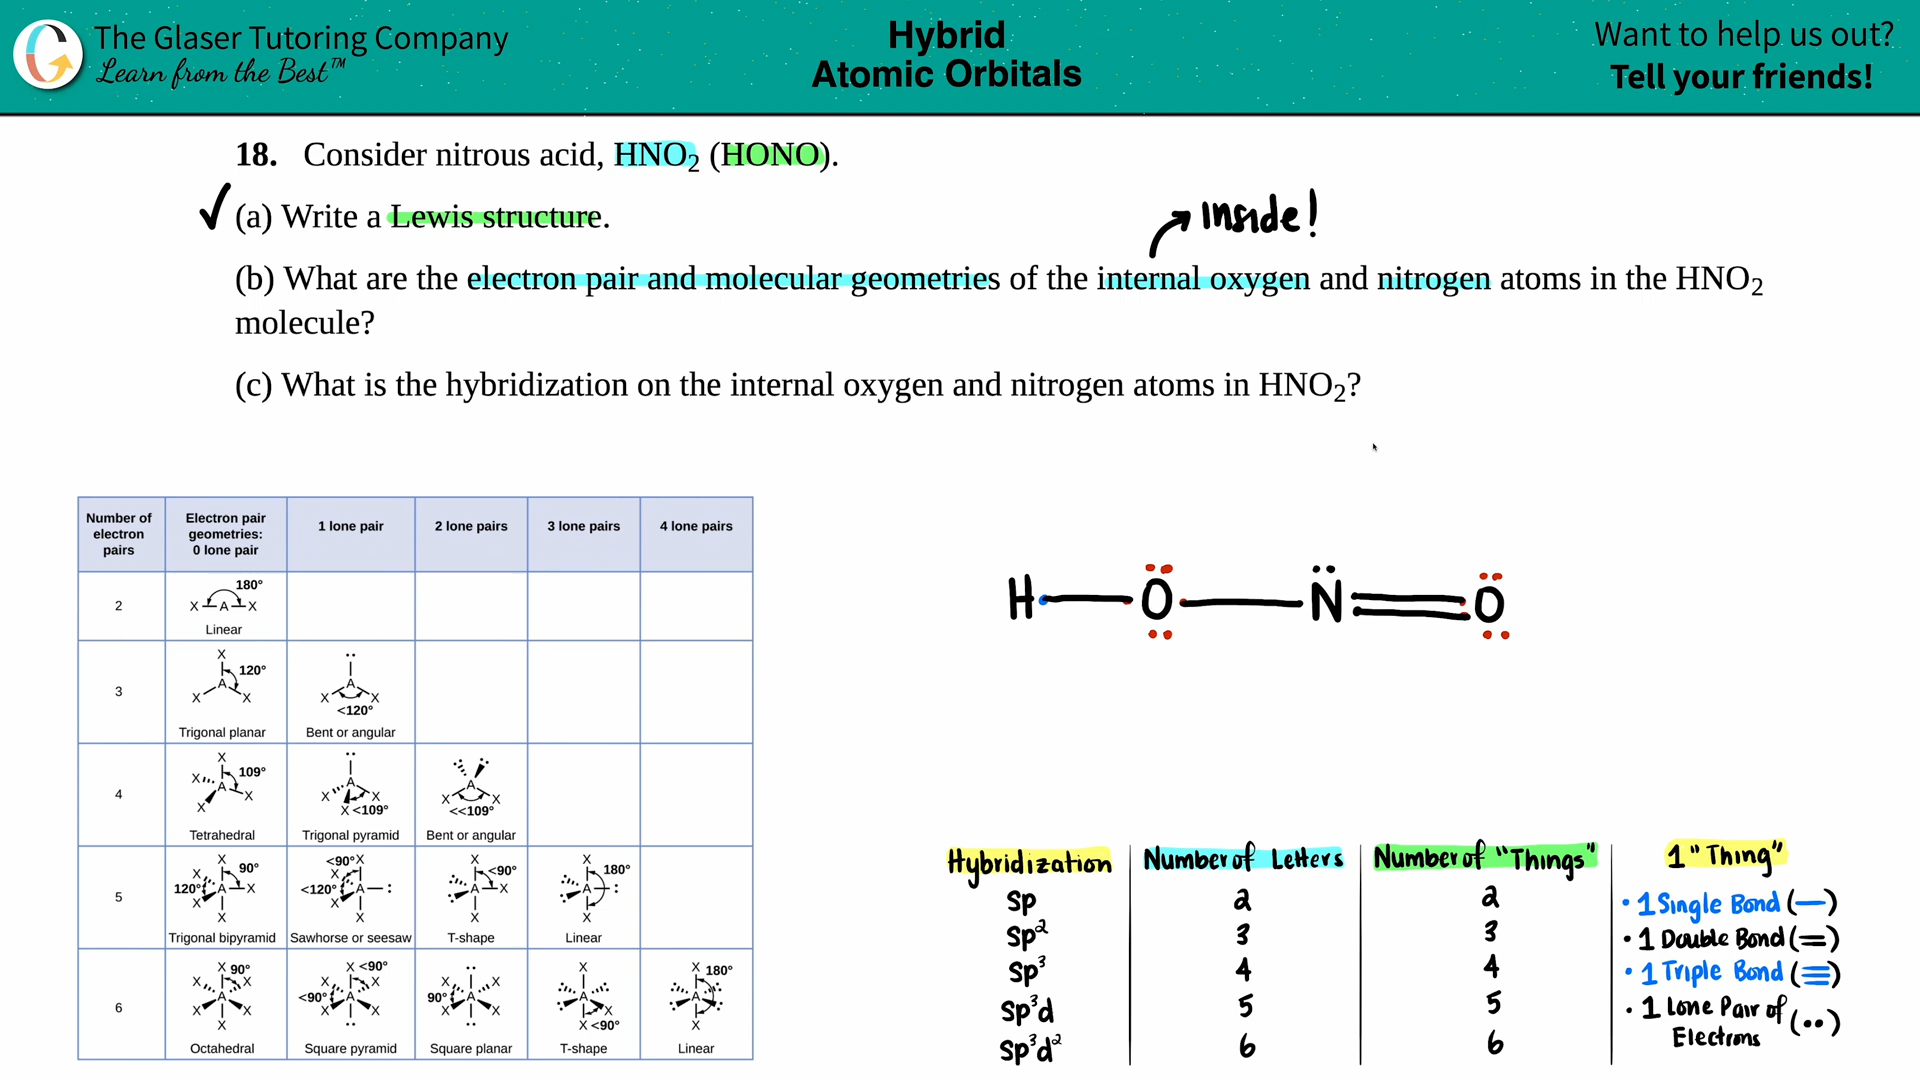 The Glaser Tutoring Company
Learn from the Best™
Hybrid
Atomic Orbitals
Want to help us out?
Tell your friends!
18. Consider nitrous acid, HNO₂ (HONO).
✓ (a) Write a Lewis structure.
Inside!
(b) What are the electron pair and molecular geometries of the internal oxygen and nitrogen atoms in the HNO₂
molecule?
(c) What is the hybridization on the internal oxygen and nitrogen atoms in HNO₂?
Number of electron pairs | Electron pair geometries: 0 lone pair | 1 lone pair | 2 lone pairs | 3 lone pairs | 4 lone pairs
2
180°
X A X
Linear
3
X 120° A X X
Trigonal planar
A X X <120°
Bent or angular
4
X 109° X A X X
Tetrahedral
A X X X <109°
Trigonal pyramid
A X X <<109°
Bent or angular
5
X 90° X 120° A X X X
Trigonal bipyramid
<90° X X <120° A X X
Sawhorse or seesaw
X <90° A X X
T-shape
X 180° A X
Linear
6
X 90° X X A X X X
Octahedral
X <90° X X <90° A X X
Square pyramid
X X 90° A X X
Square planar
X A X X <90°
T-shape
X 180° A X
Linear
H O N O
Hybridization | Number of Letters | Number of "Things" | 1 "Thing"
sp 2 2
sp² 3 3
sp³ 4 4
sp³d 5 5
sp³d² 6 6
• 1 Single Bond (—)
• 1 Double Bond (=)
• 1 Triple Bond (≡)
• 1 Lone Pair of
Electrons (••)